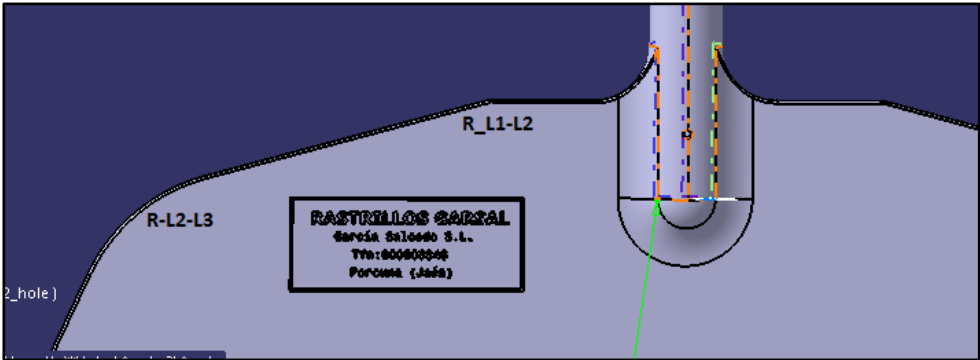 R_L1-L2
R-L2-L3
RASTRILLOS GARSAL
García Salcedo S.L.
Porcuna (Jaén)
2_hole)